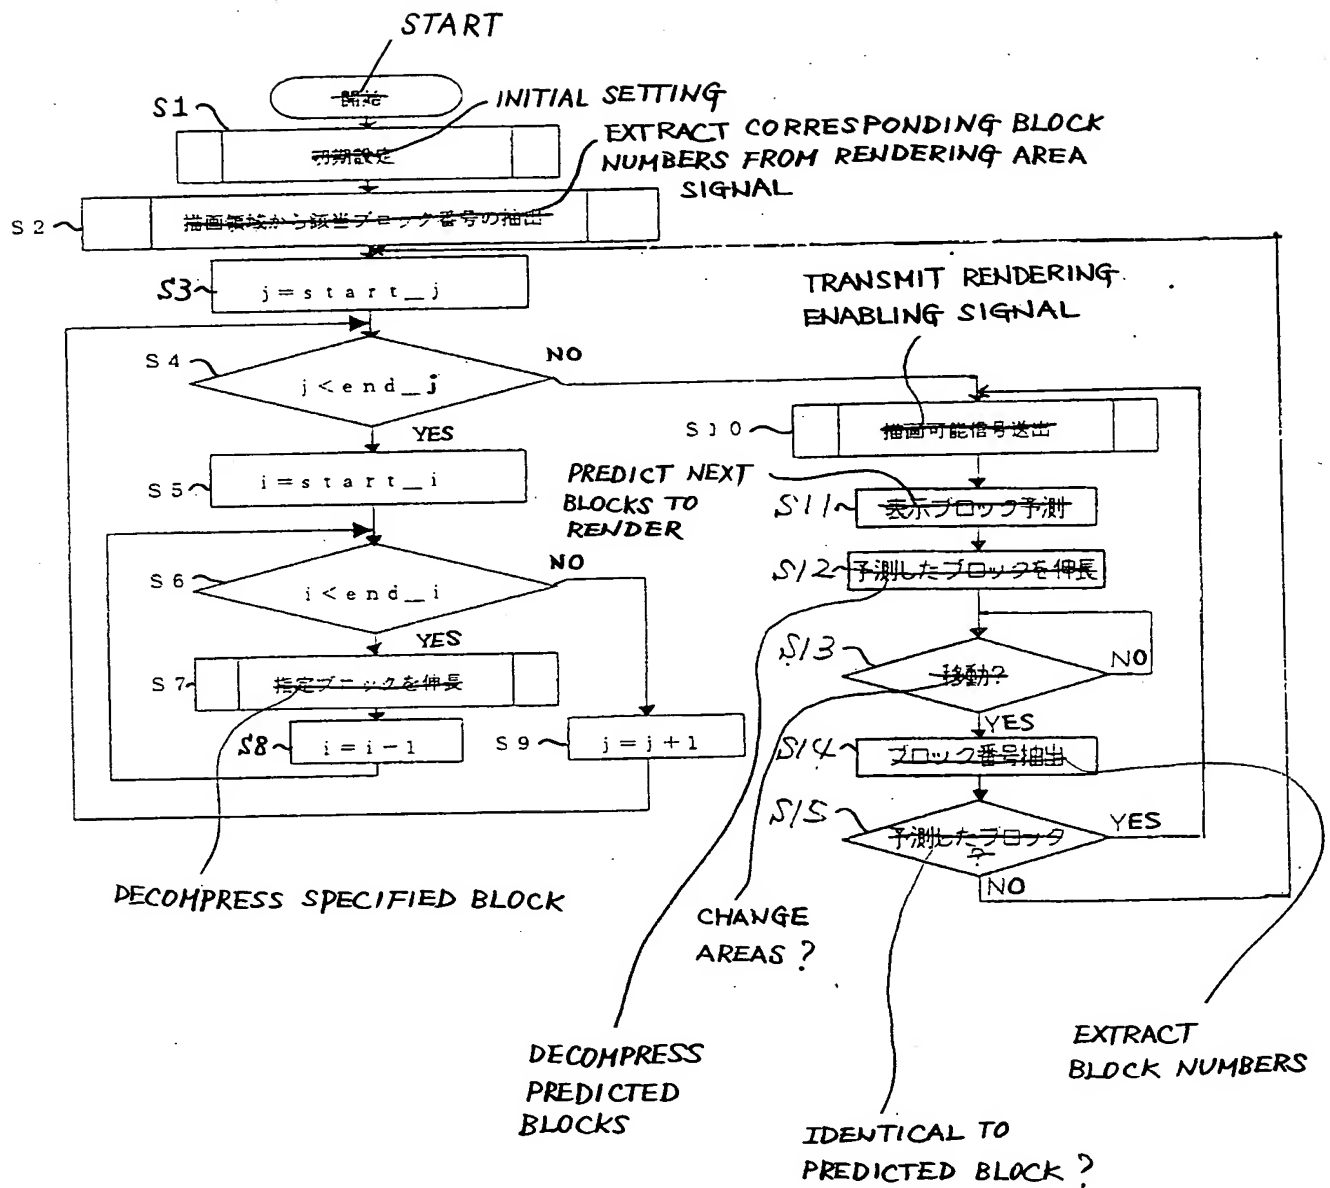 START
開始
S1
INITIAL SETTING
初期設定
EXTRACT CORRESPONDING BLOCK
NUMBERS FROM RENDERING AREA
SIGNAL
S2
描画領域から該当ブロック番号の抽出
S3
j=start_j
S4
j<end_j
NO
YES
S5
i=start_i
S6
i<end_i
NO
YES
S7
指定ブロックを伸長
S8
i=i-1
S9
j=j+1
DECOMPRESS SPECIFIED BLOCK
TRANSMIT RENDERING
ENABLING SIGNAL
S10
描画可能信号送出
PREDICT NEXT
BLOCKS TO
RENDER
S11
表示ブロック予測
S12
予測したブロックを伸長
S13
移動?
NO
YES
S14
ブロック番号抽出
S15
予測したブロック
?
YES
NO
CHANGE
AREAS?
DECOMPRESS
PREDICTED
BLOCKS
EXTRACT
BLOCK NUMBERS
IDENTICAL TO
PREDICTED BLOCK?